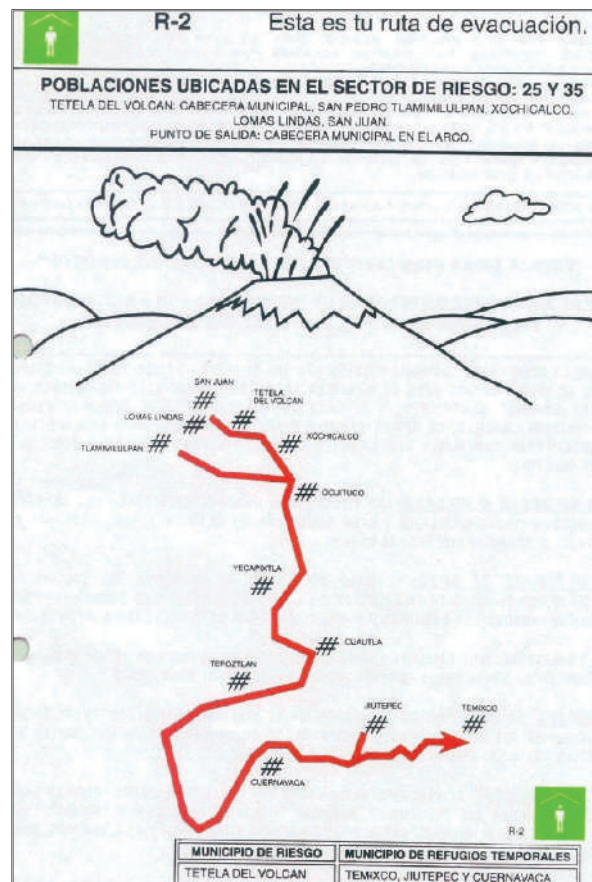 R-2 Esta es tu ruta de evacuación.
POBLACIONES UBICADAS EN EL SECTOR DE RIESGO: 25 Y 35
TETELA DEL VOLCAN: CABECERA MUNICIPAL, SAN PEDRO TLAMIMILULPAN, XOCHICALCO,
LOMAS LINDAS, SAN JUAN.
PUNTO DE SALIDA: CABECERA MUNICIPAL EN EL ARCO.
SAN JUAN
TETELA
DEL VOLCAN
LOMAS LINDAS
XOCHICALCO
TLAMIMILULPAN
OCUITUCO
YECAPIXTLA
CUAUTLA
TEPOZTLAN
JIUTEPEC
TEMIXCO
CUERNAVACA
R-2
MUNICIPIO DE RIESGO MUNICIPIO DE REFUGIOS TEMPORALES
TETELA DEL VOLCAN TEMIXCO, JIUTEPEC Y CUERNAVACA